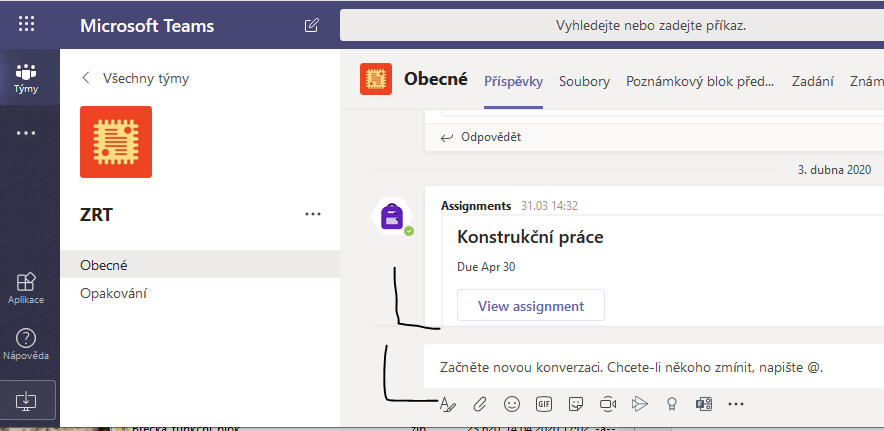 Microsoft Teams
Vyhledejte nebo zadejte příkaz.
Týmy
Aplikace
Nápověda
Všechny týmy
ZRT
Obecné
Opakování
Obecné
Příspěvky
Soubory
Poznámkový blok před...
Zadání
Znám
Odpovědět
3. dubna 2020
Assignments 31.03 14:32
Konstrukční práce
Due Apr 30
View assignment
Začněte novou konverzaci. Chcete-li někoho zmínit, napište @.
GIF